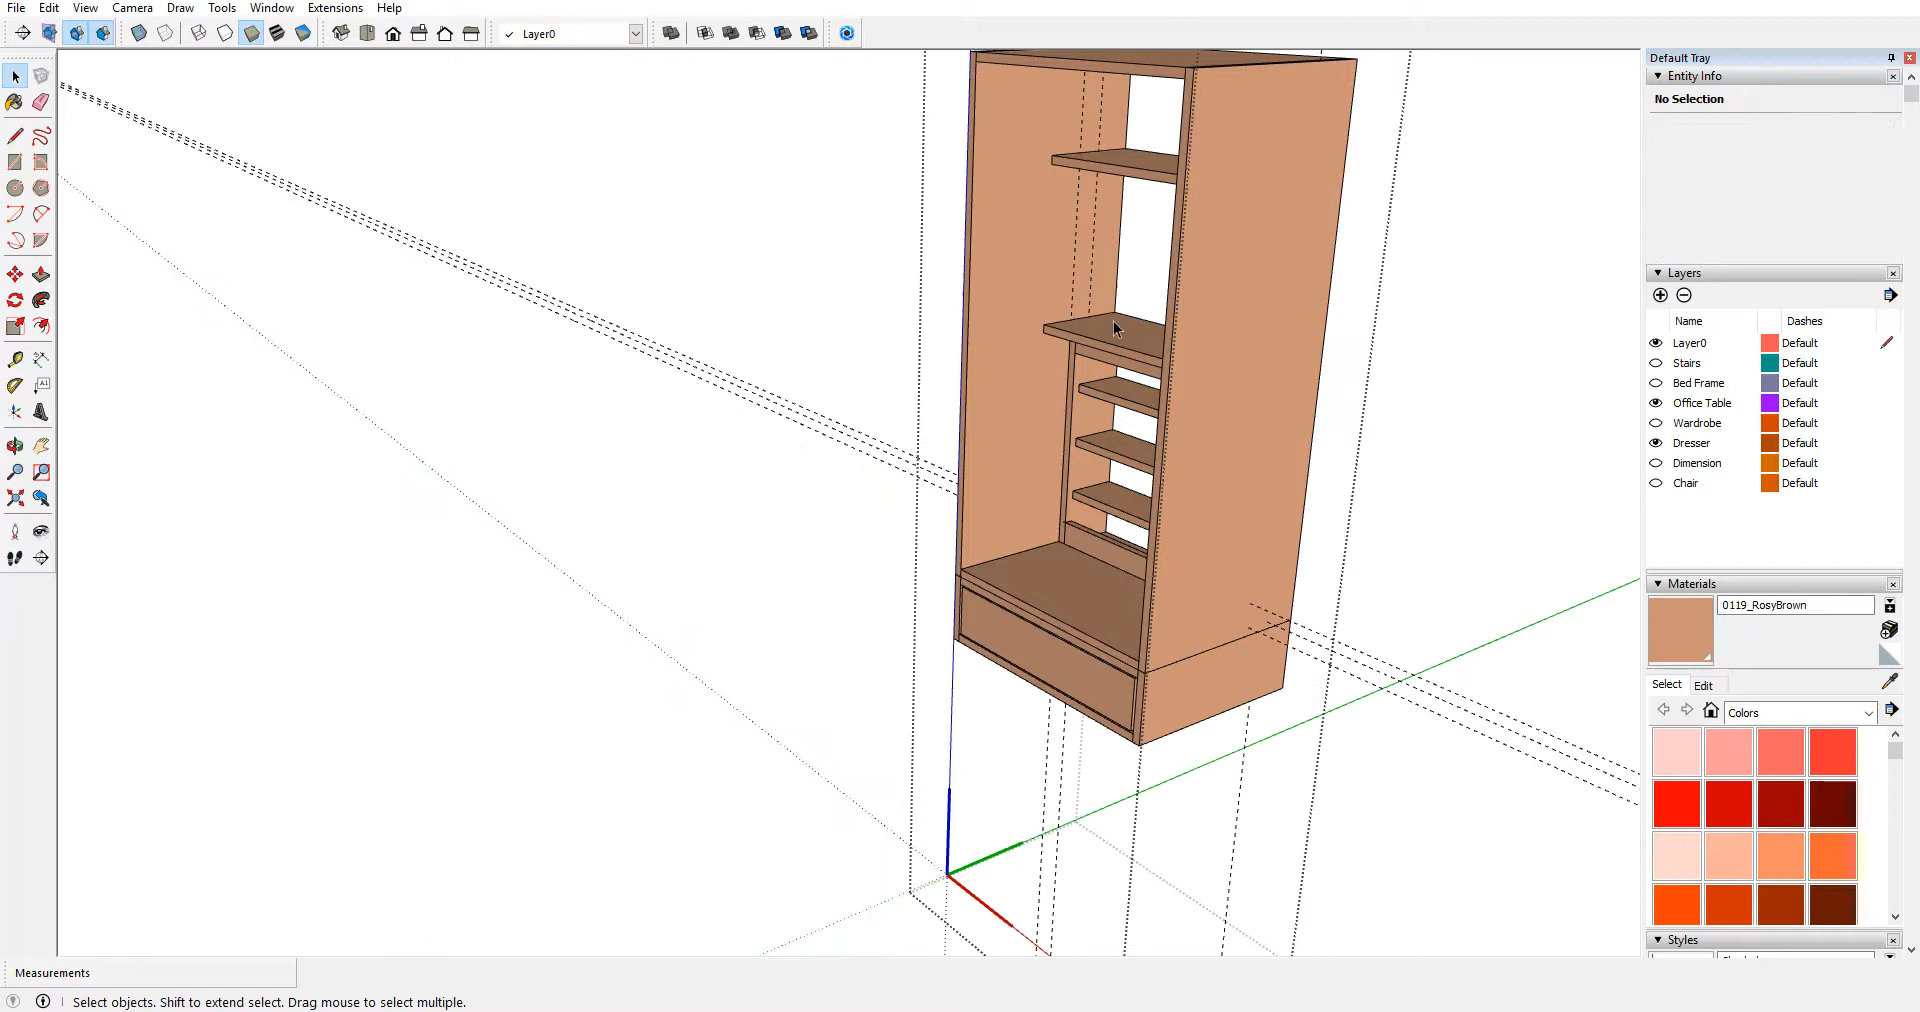 File Edit View Camera Draw Tools Window Extensions Help
Layer0
Default Tray
Entity Info
No Selection
Layers
Name Dashes
Layer0 Default
Stairs Default
Bed Frame Default
Office Table Default
Wardrobe Default
Dresser Default
Dimension Default
Chair Default
Materials
0119_RosyBrown
Select Edit
Colors
Styles
Measurements
Select objects. Shift to extend select. Drag mouse to select multiple.